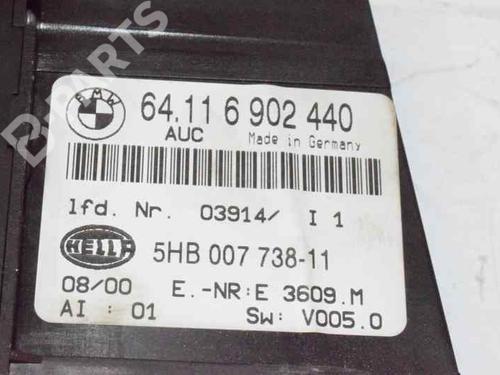 B-PARTS
BMW
64.11 6 902 440
AUC Made in Germany
lfd. Nr. 03914/ I 1
HELLA 5HB 007 738-11
08/00 E.-NR:E 3609.M
AI : 01 Sw: V005.0